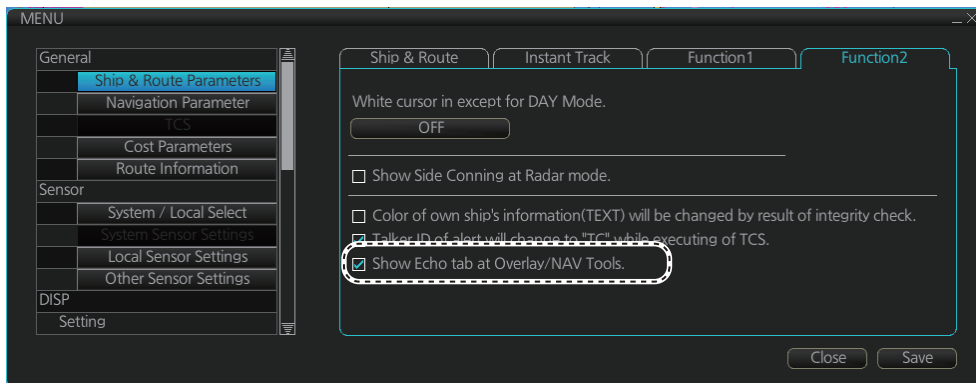 MENU
General
Ship & Route Parameters
Navigation Parameter
TCS
Cost Parameters
Route Information
Sensor
System / Local Select
System Sensor Settings
Local Sensor Settings
Other Sensor Settings
DISP
Setting
Ship & Route
Instant Track
Function1
Function2
White cursor in except for DAY Mode.
OFF
Show Side Conning at Radar mode.
Color of own ship's information(TEXT) will be changed by result of integrity check.
Talker ID of alert will change to "TC" while executing of TCS.
Show Echo tab at Overlay/NAV Tools.
Close
Save